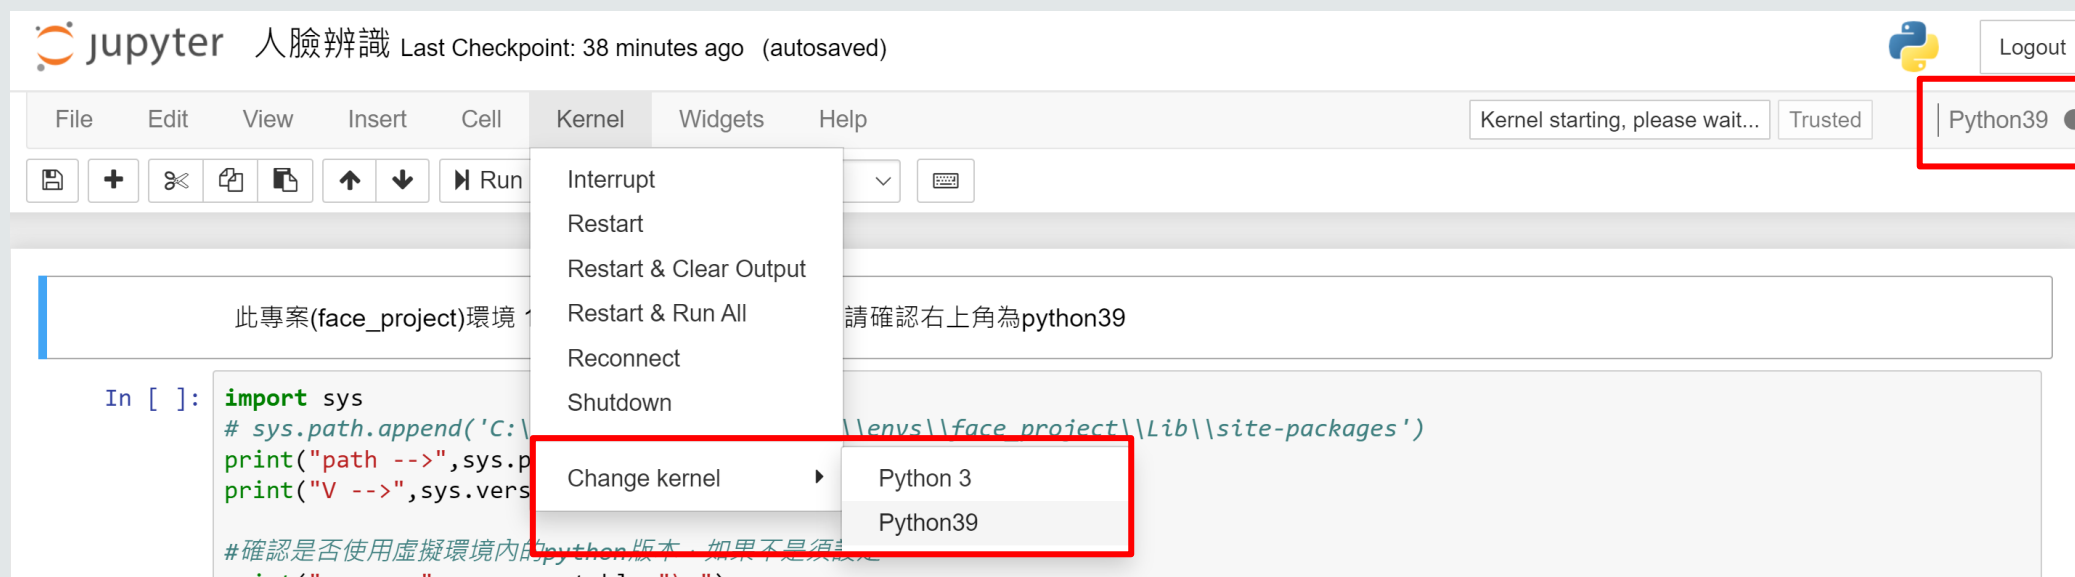 jupyter 人臉辨識 Last Checkpoint: 38 minutes ago (autosaved) Logout
File Edit View Insert Cell Kernel Widgets Help Kernel starting, please wait... Trusted Python39
Run
Interrupt
Restart
Restart & Clear Output
Restart & Run All
Reconnect
Shutdown
Change kernel
Python 3
Python39
此專案(face_project)環境 請確認右上角為python39
In [ ]: import sys
# sys.path.append('C:\ \\envs\\face_project\\Lib\\site-packages')
print("path -->",sys.p
print("V -->",sys.vers
#確認是否使用虛擬環境內的python版本,如果不是須設定